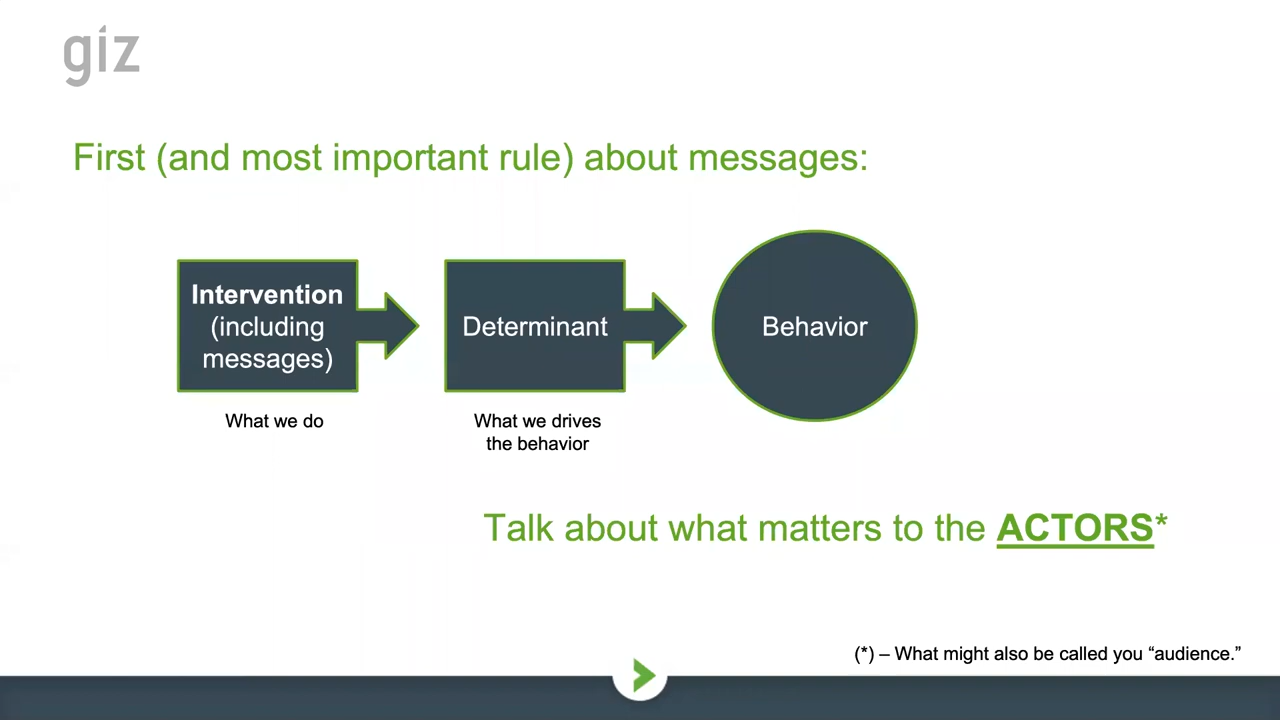 giz
First (and most important rule) about messages:
Intervention
(including
messages)
Determinant
Behavior
What we do
What we drives
the behavior
Talk about what matters to the ACTORS*
(*) – What might also be called you “audience.”